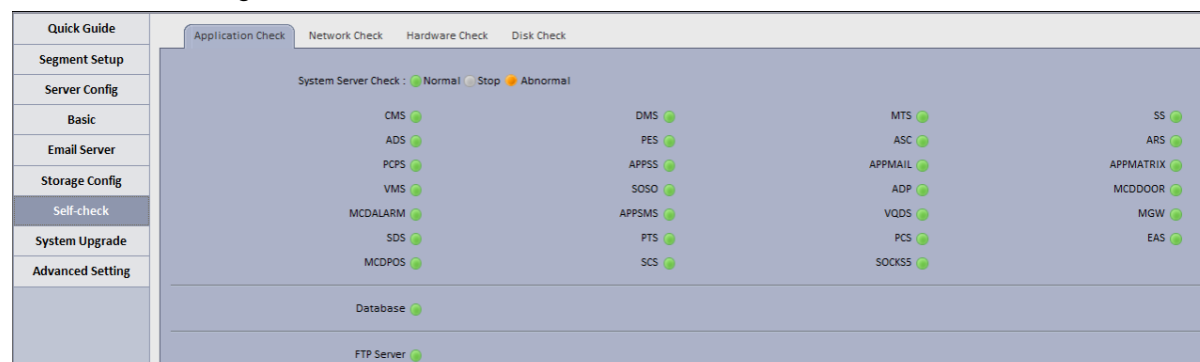 Quick Guide
Segment Setup
Server Config
Basic
Email Server
Storage Config
Self-check
System Upgrade
Advanced Setting
Application Check Network Check Hardware Check Disk Check
System Server Check : Normal Stop Abnormal
CMS DMS MTS SS
ADS PES ASC ARS
PCPS APPSS APPMAIL APPMATRIX
VMS SOSO ADP MCDDOOR
MCDALARM APPSMS VQDS MGW
SDS PTS PCS EAS
MCDPOS SCS SOCKS5
Database
FTP Server